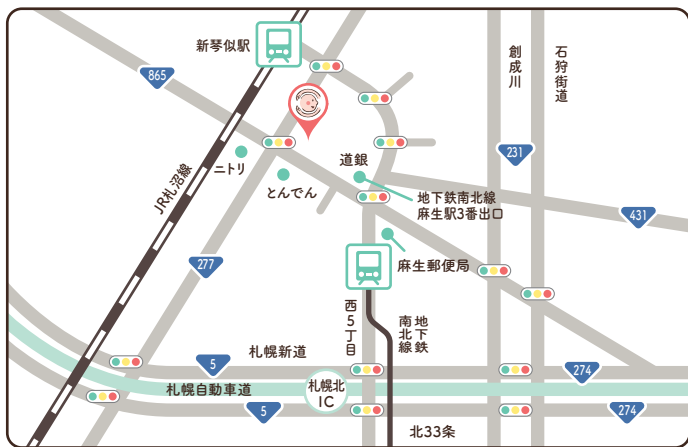 新琴似駅
創成川
石狩街道
865
231
道銀
ニトリ
とんでん
JR札沼線
地下鉄南北線
麻生駅3番出口
431
277
麻生郵便局
西5丁目
地下鉄
南北線
札幌新道
5
274
札幌自動車道
札幌北
IC
5
274
北33条